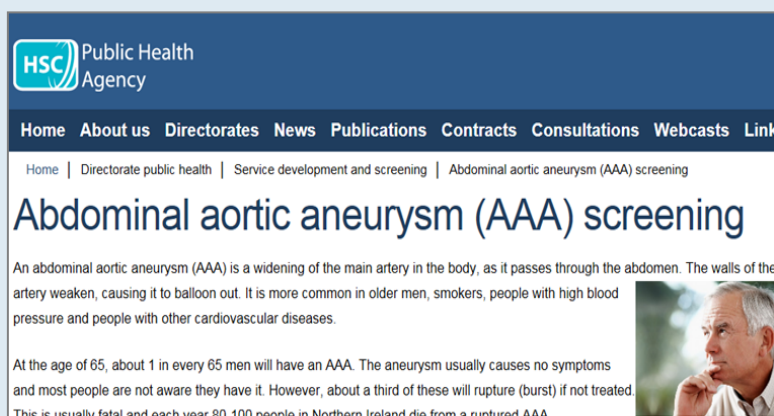 HSC Public Health
Agency
Home About us Directorates News Publications Contracts Consultations Webcasts Link
Home | Directorate public health | Service development and screening | Abdominal aortic aneurysm (AAA) screening
Abdominal aortic aneurysm (AAA) screening
An abdominal aortic aneurysm (AAA) is a widening of the main artery in the body, as it passes through the abdomen. The walls of the
artery weaken, causing it to balloon out. It is more common in older men, smokers, people with high blood
pressure and people with other cardiovascular diseases.
At the age of 65, about 1 in every 65 men will have an AAA. The aneurysm usually causes no symptoms
and most people are not aware they have it. However, about a third of these will rupture (burst) if not treated.
This is usually fatal and each year 80-100 people in Northern Ireland die from a ruptured AAA